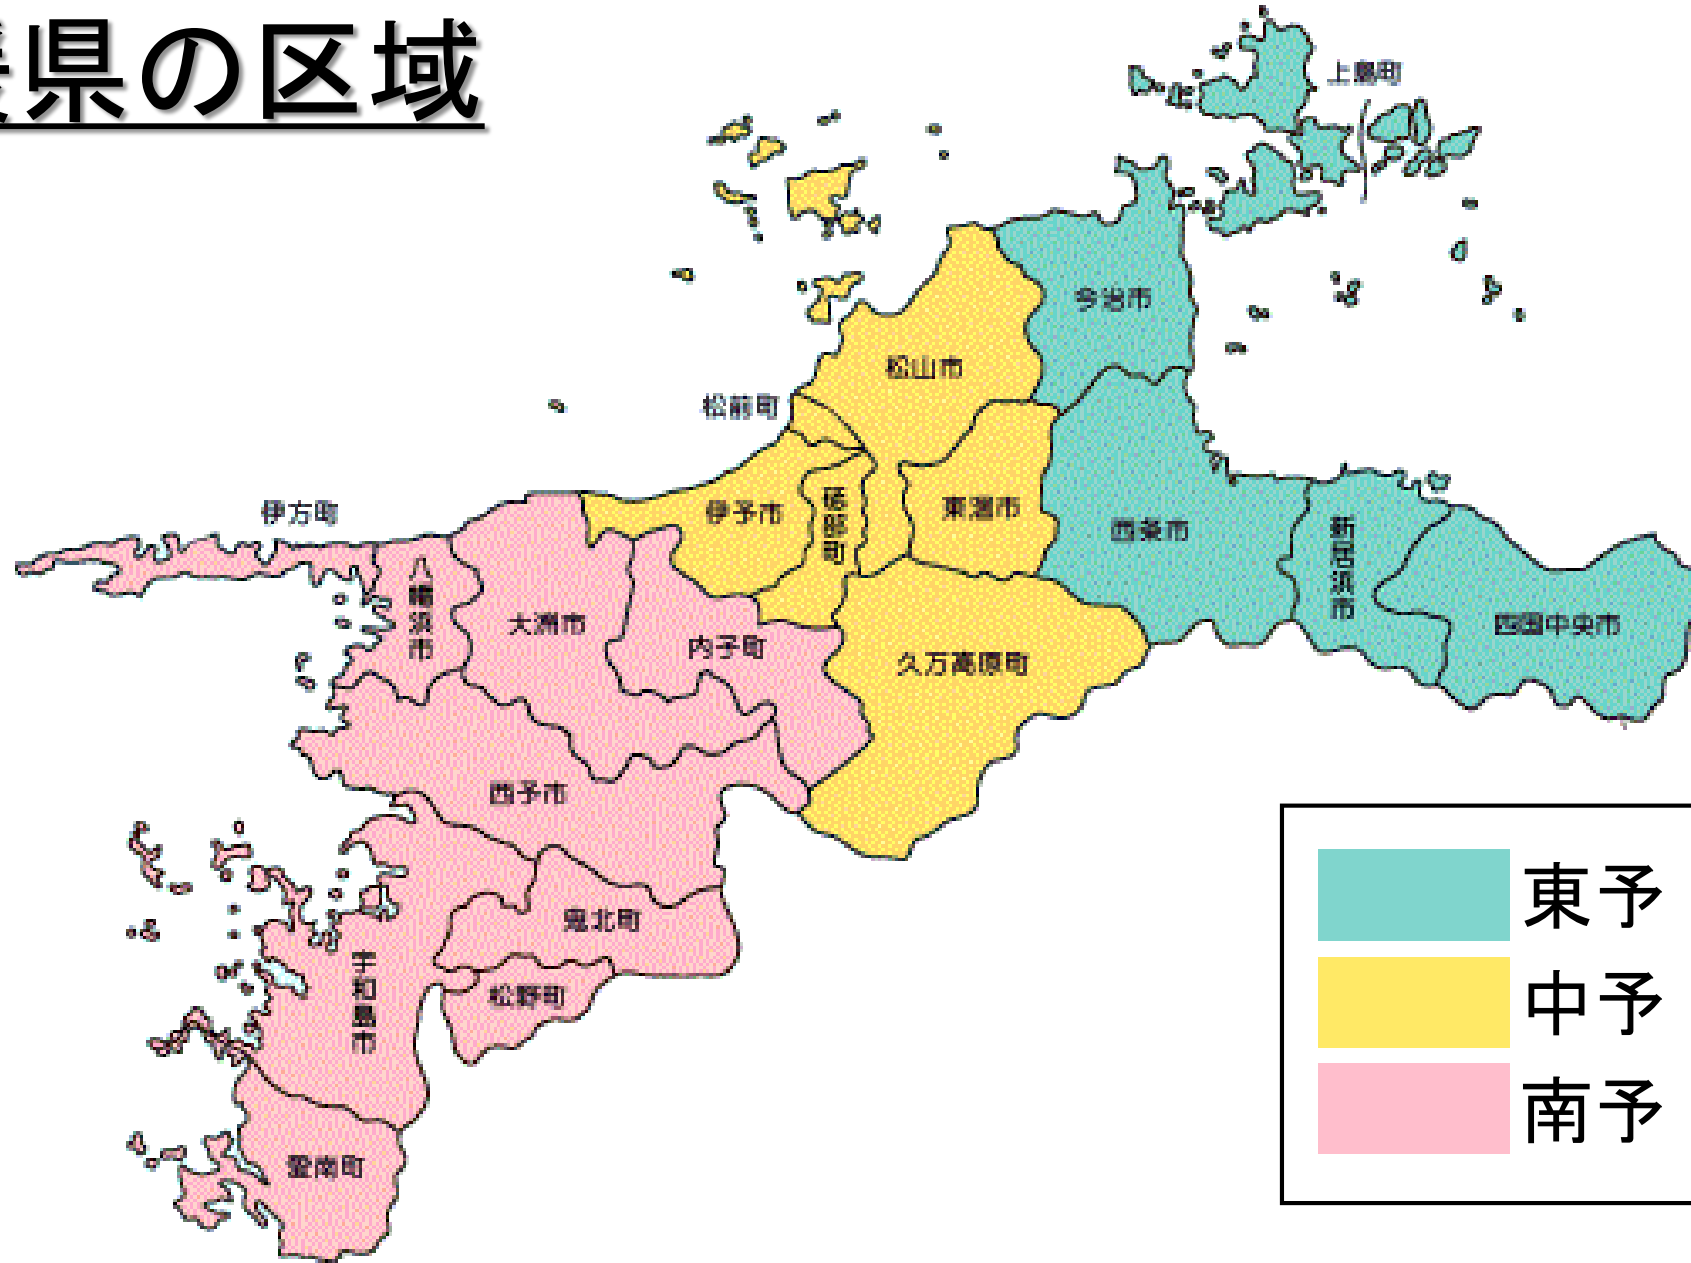 県の区域
上島町
今治市
松山市
松前町
伊方町
伊予市
砥部町
東温市
西条市
新居浜市
四国中央市
八幡浜市
大洲市
内子町
久万高原町
西予市
鬼北町
松野町
宇和島市
愛南町
東予
中予
南予